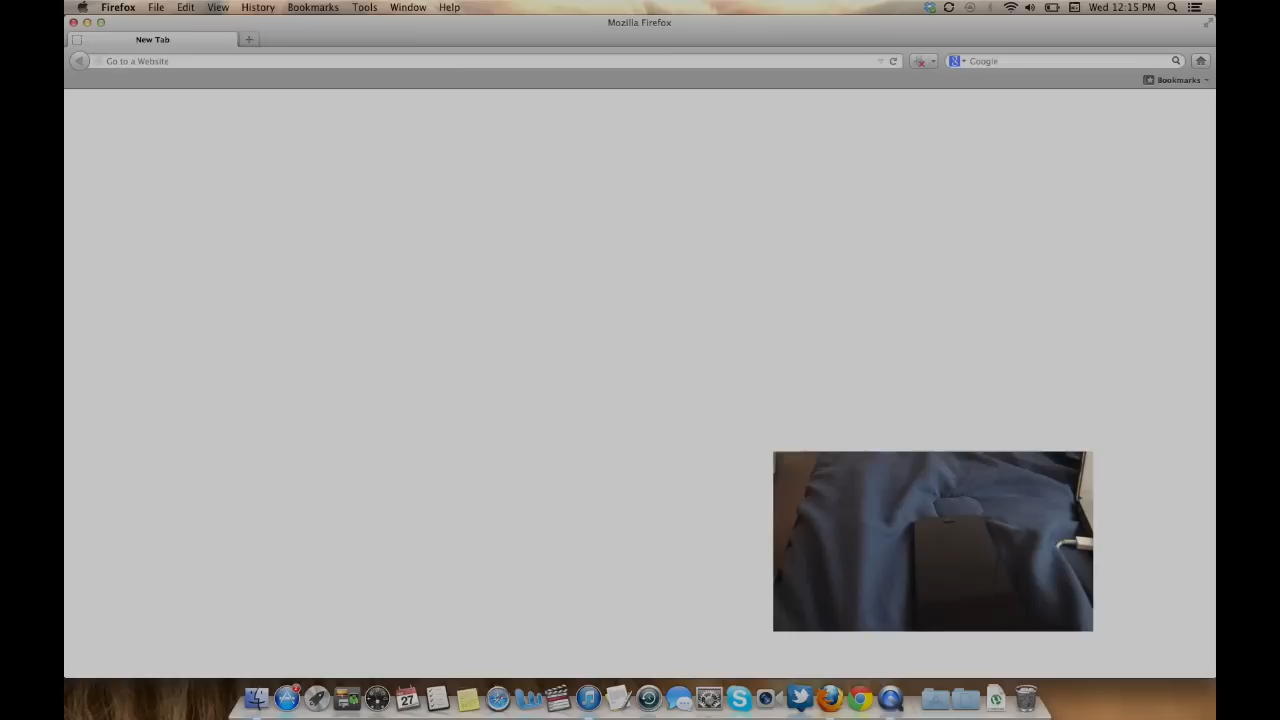 Firefox File Edit View History Bookmarks Tools Window Help Wed 12:15 PM
Mozilla Firefox
New Tab
Go to a Website
Google
Bookmarks
27